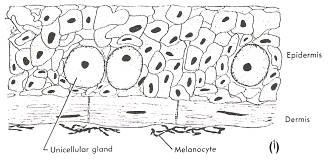 Epidermis
Dermis
Unicellular gland
Melanocyte
(i)